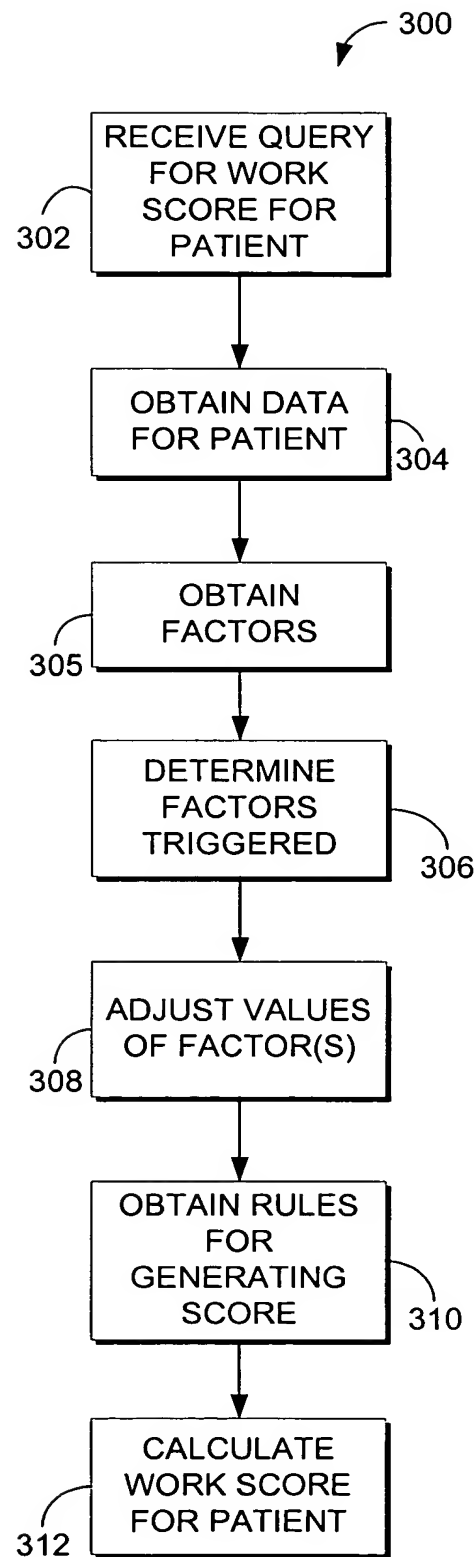 300
RECEIVE QUERY
FOR WORK
SCORE FOR
PATIENT
302
OBTAIN DATA
FOR PATIENT
304
OBTAIN
FACTORS
305
DETERMINE
FACTORS
TRIGGERED
306
ADJUST VALUES
OF FACTOR(S)
308
OBTAIN RULES
FOR
GENERATING
SCORE
310
CALCULATE
WORK SCORE
FOR PATIENT
312